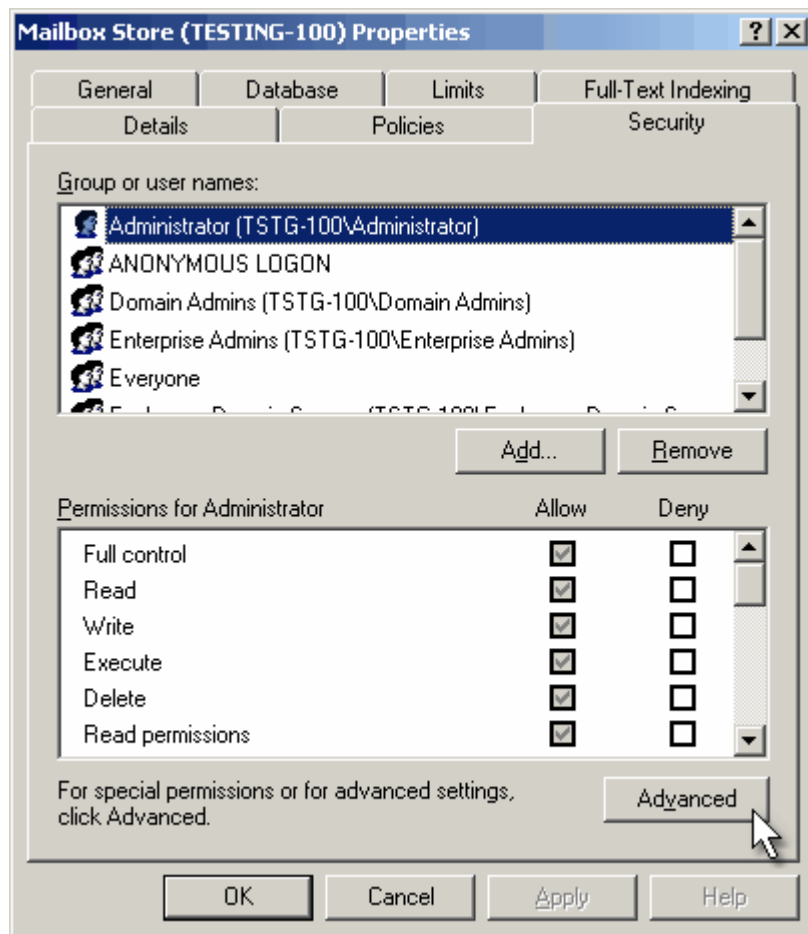 Mailbox Store (TESTING-100) Properties
General Database Limits Full-Text Indexing
Details Policies Security
Group or user names:
Administrator (TSTG-100\Administrator)
ANONYMOUS LOGON
Domain Admins (TSTG-100\Domain Admins)
Enterprise Admins (TSTG-100\Enterprise Admins)
Everyone
Add... Remove
Permissions for Administrator Allow Deny
Full control
Read
Write
Execute
Delete
Read permissions
For special permissions or for advanced settings,
click Advanced.
Advanced
OK Cancel Apply Help